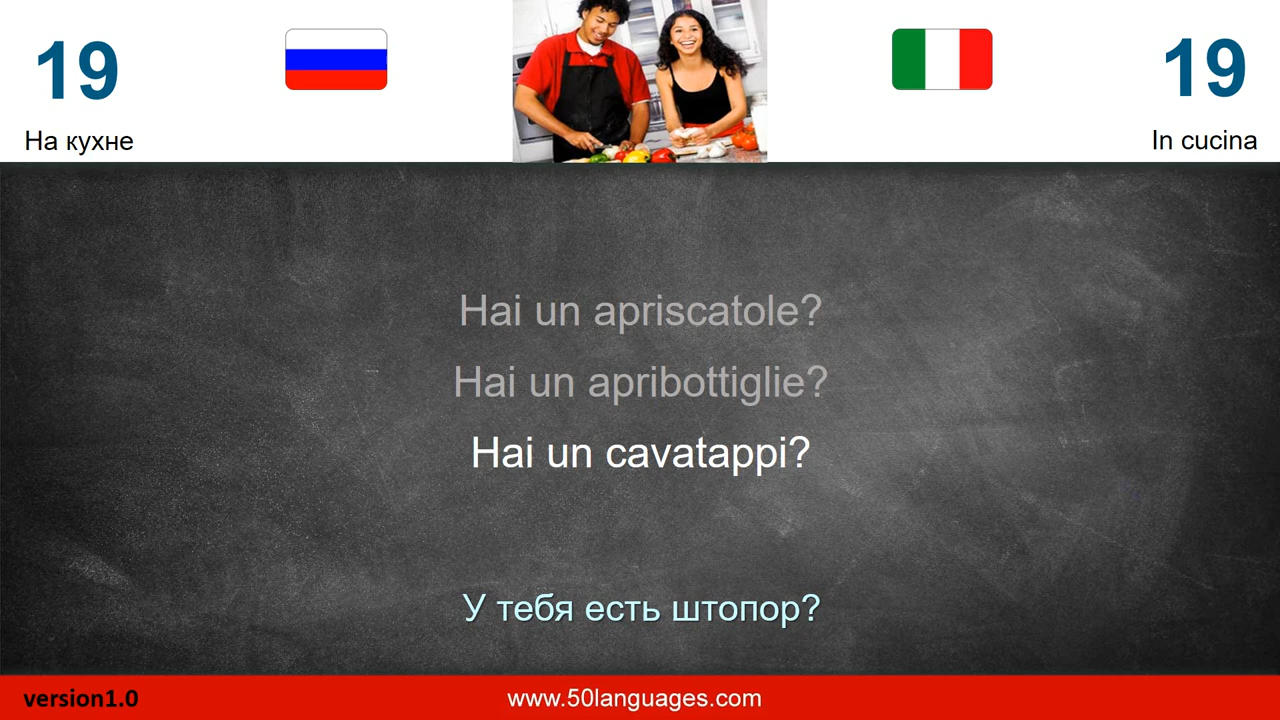 19
19
На кухне
In cucina
Hai un apriscatole?
Hai un apribottiglie?
Hai un cavatappi?
У тебя есть штопор?
version1.0
www.50languages.com